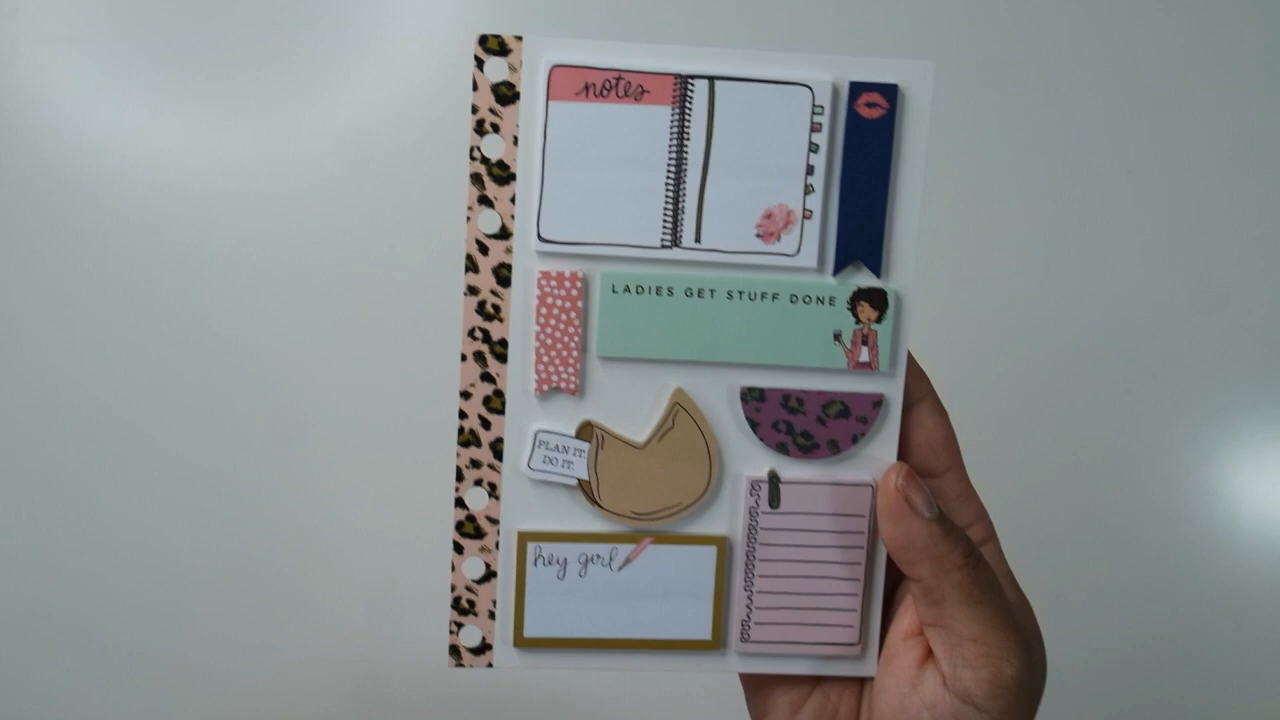 notes
LADIES GET STUFF DONE
PLAN IT.
DO IT.
hey girl